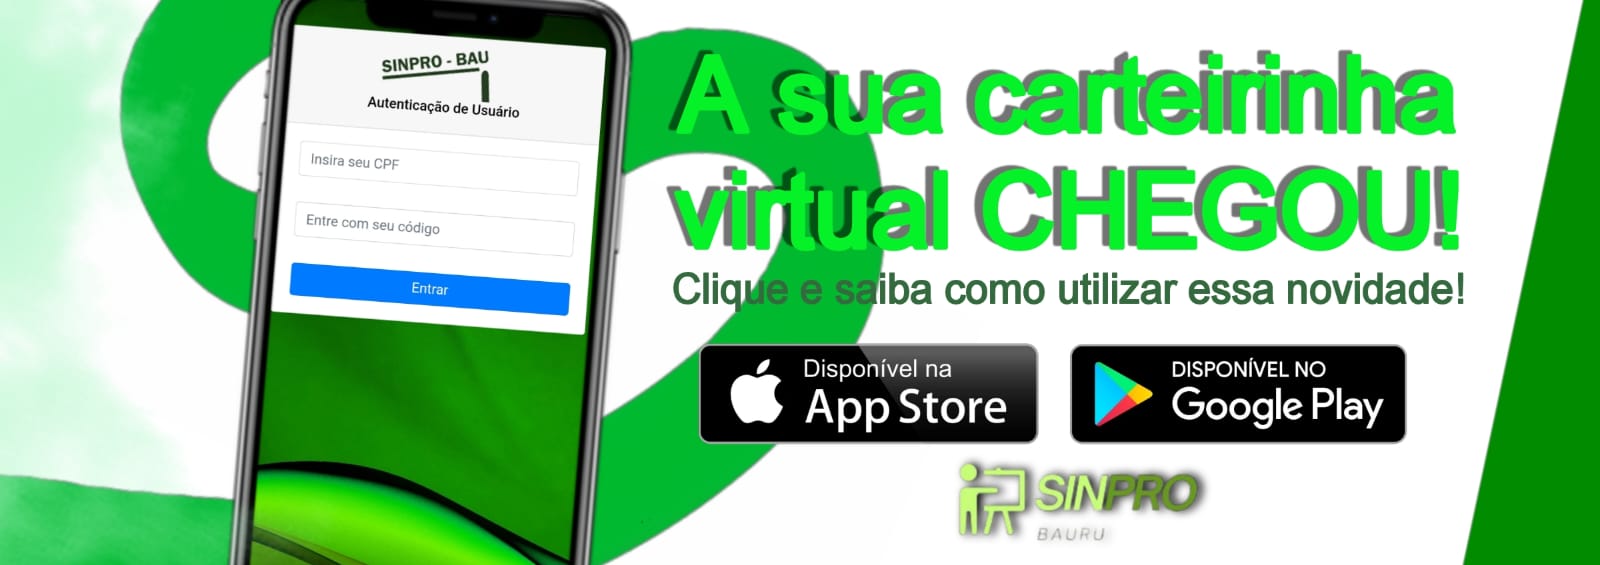 SINPRO - BAU
Autenticação de Usuário
Insira seu CPF
Entre com seu código
Entrar
A sua carteirinha
virtual CHEGOU!
Clique e saiba como utilizar essa novidade!
Disponível na
App Store
DISPONÍVEL NO
Google Play
SINPRO
BAURU